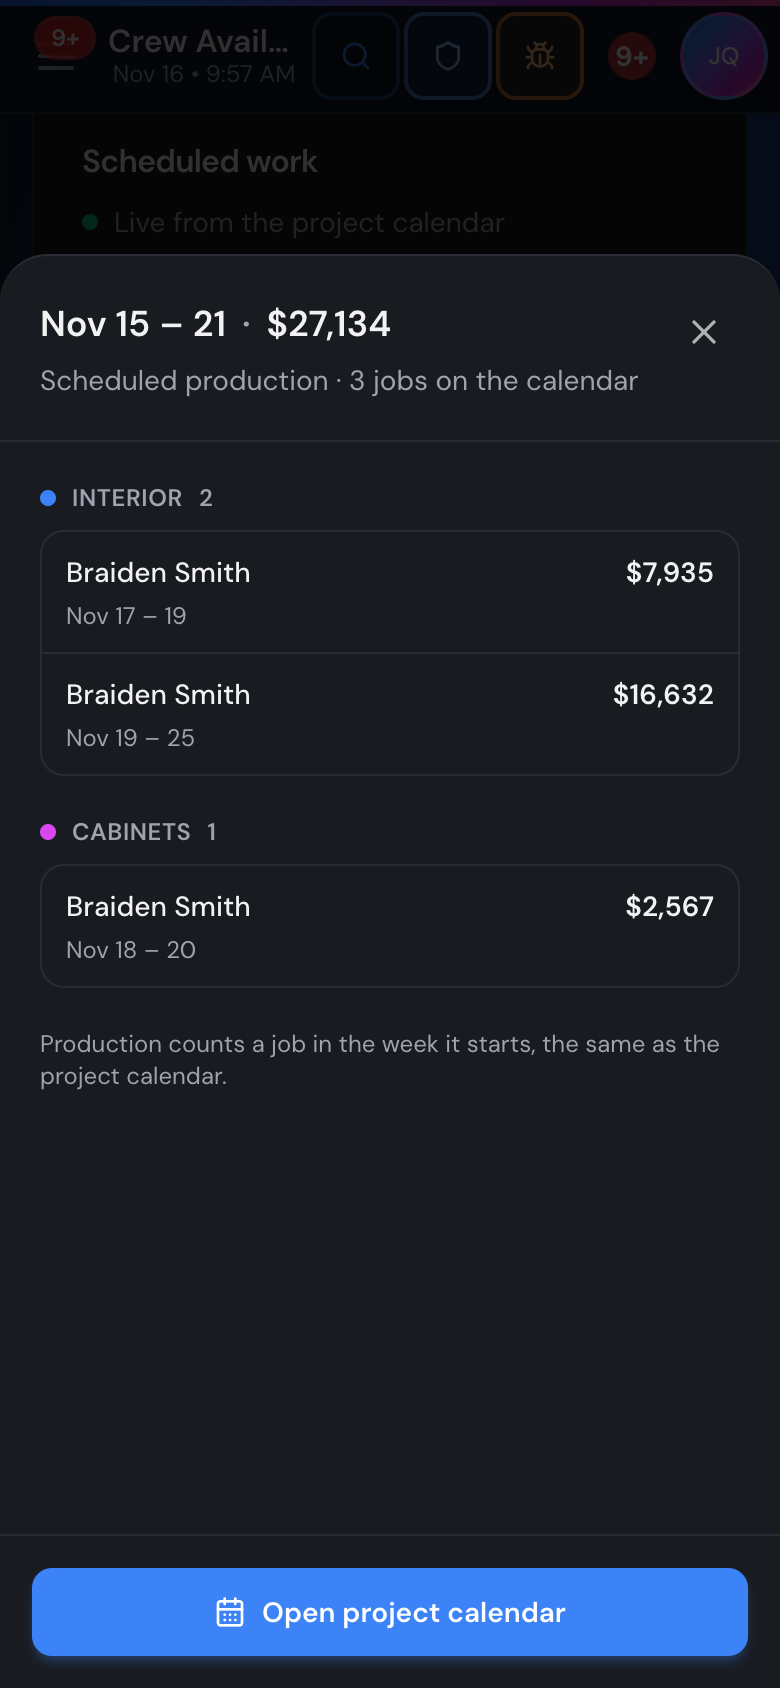 9+
Crew Avail...
Nov 16 • 9:57 AM
9+
JQ
Scheduled work
Live from the project calendar
Nov 15 – 21 · $27,134
Scheduled production · 3 jobs on the calendar
INTERIOR 2
Braiden Smith $7,935
Nov 17 – 19
Braiden Smith $16,632
Nov 19 – 25
CABINETS 1
Braiden Smith $2,567
Nov 18 – 20
Production counts a job in the week it starts, the same as the
project calendar.
Open project calendar